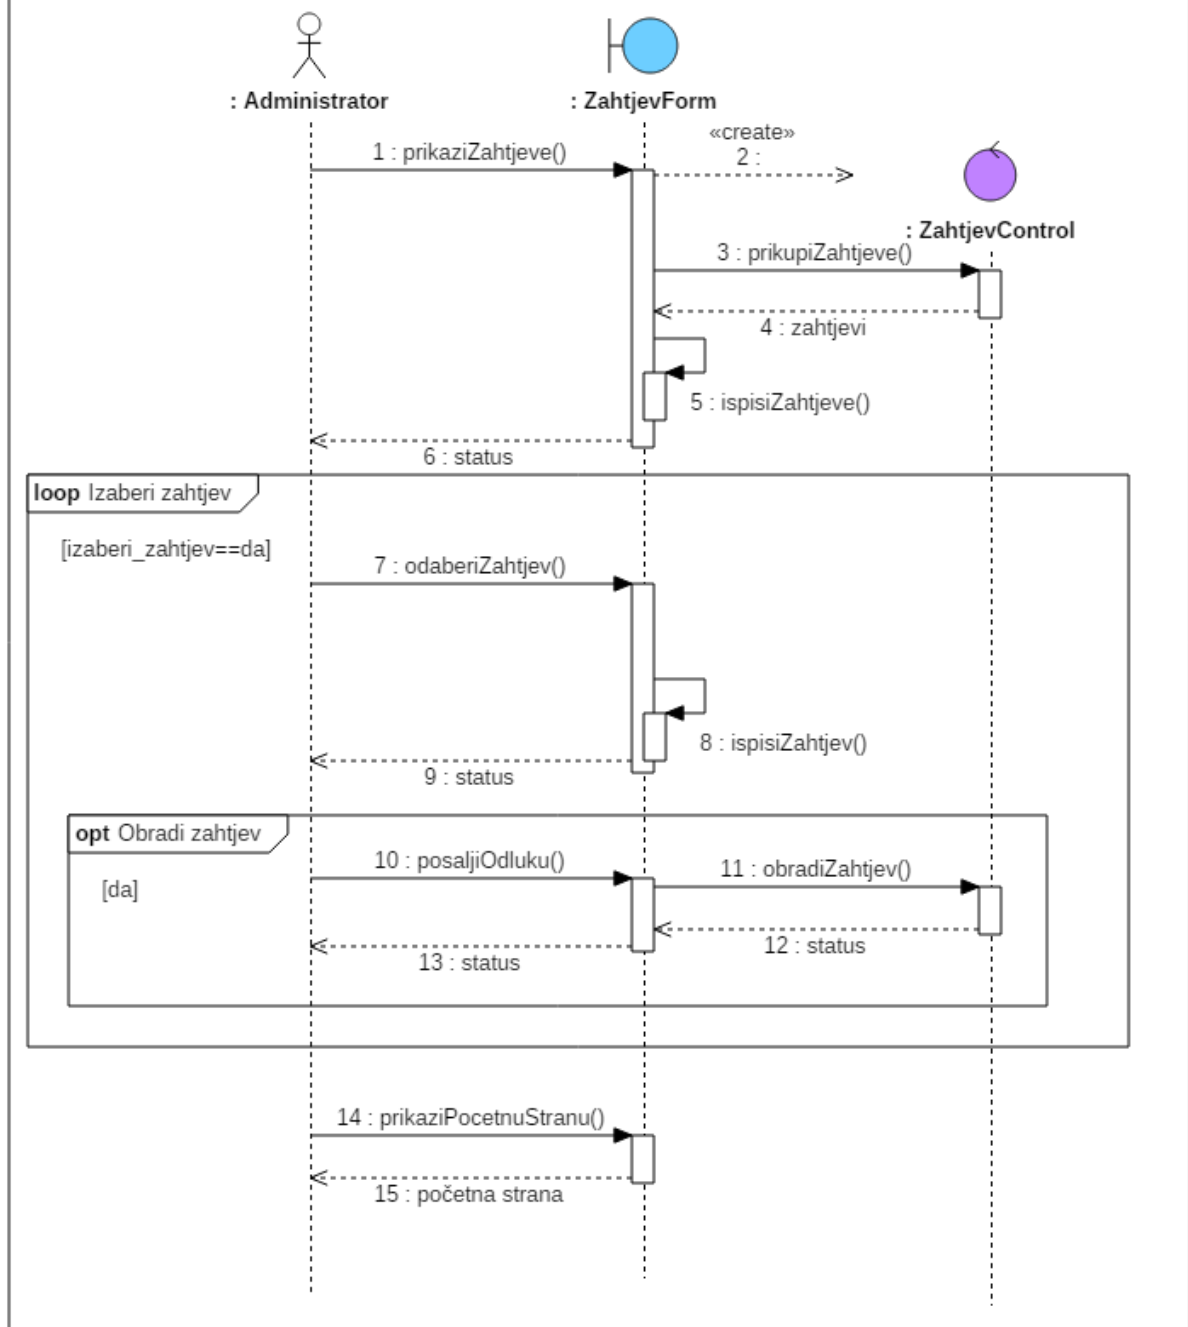 : Administrator
: ZahtjevForm
«create»
1 : prikaziZahtjeve()
2 :
: ZahtjevControl
3 : prikupiZahtjeve()
4 : zahtjevi
5 : ispisiZahtjeve()
6 : status
loop Izaberi zahtjev
[izaberi_zahtjev==da]
7 : odaberiZahtjev()
8 : ispisiZahtjev()
9 : status
opt Obradi zahtjev
10 : posaljiOdluku()
11 : obradiZahtjev()
[da]
12 : status
13 : status
14 : prikaziPocetnuStranu()
15 : početna strana